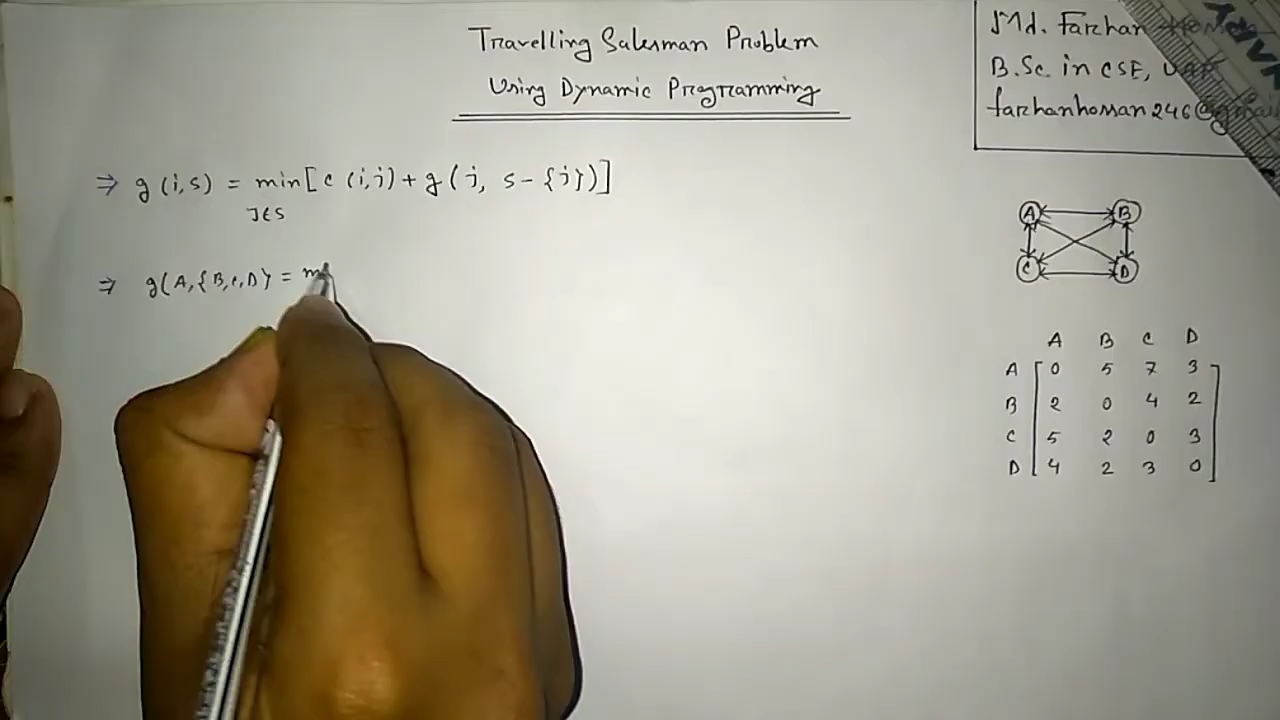 Travelling Salesman Problem
Using Dynamic Programming
Md. Farhan
B.Sc. in CSE,
farhanhossan246@gmail
⇒ g(i,s) = min[c(i,j)+g(j, s-{j})]
J∈S
⇒ g(A,{B,C,D} = m
A B
C D
A B C D
A 0 5 7 3
B 2 0 4 2
C 5 2 0 3
D 4 2 3 0